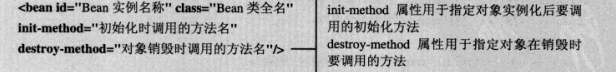 <bean id="Bean 实例名称" class="Bean 类全名"
init-method="初始化时调用的方法名"
destroy-method="对象销毁时调用的方法名"/>
init-method 属性用于指定对象实例化后要调
用的初始化方法
destroy-method 属性用于指定对象在销毁时
要调用的方法